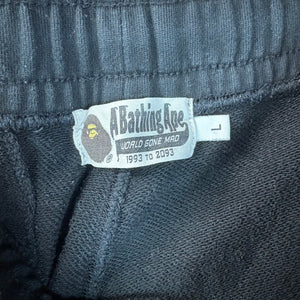 A Bathing Ape
WORLD GONE MAD
1993 TO 2093
L